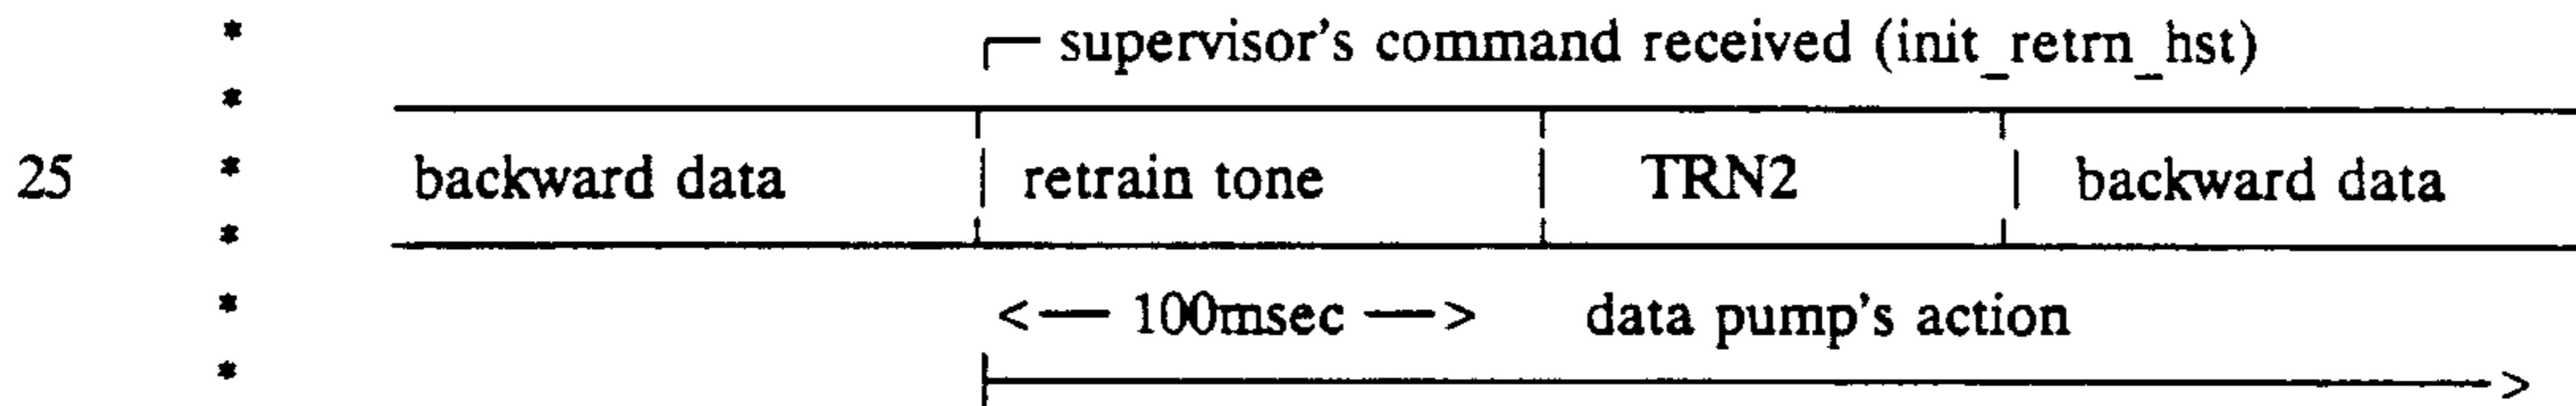 * supervisor's command received (init_retrn_hst)
*
25 * backward data | retrain tone | TRN2 | backward data
*
* <— 100msec —> data pump's action
* |————>